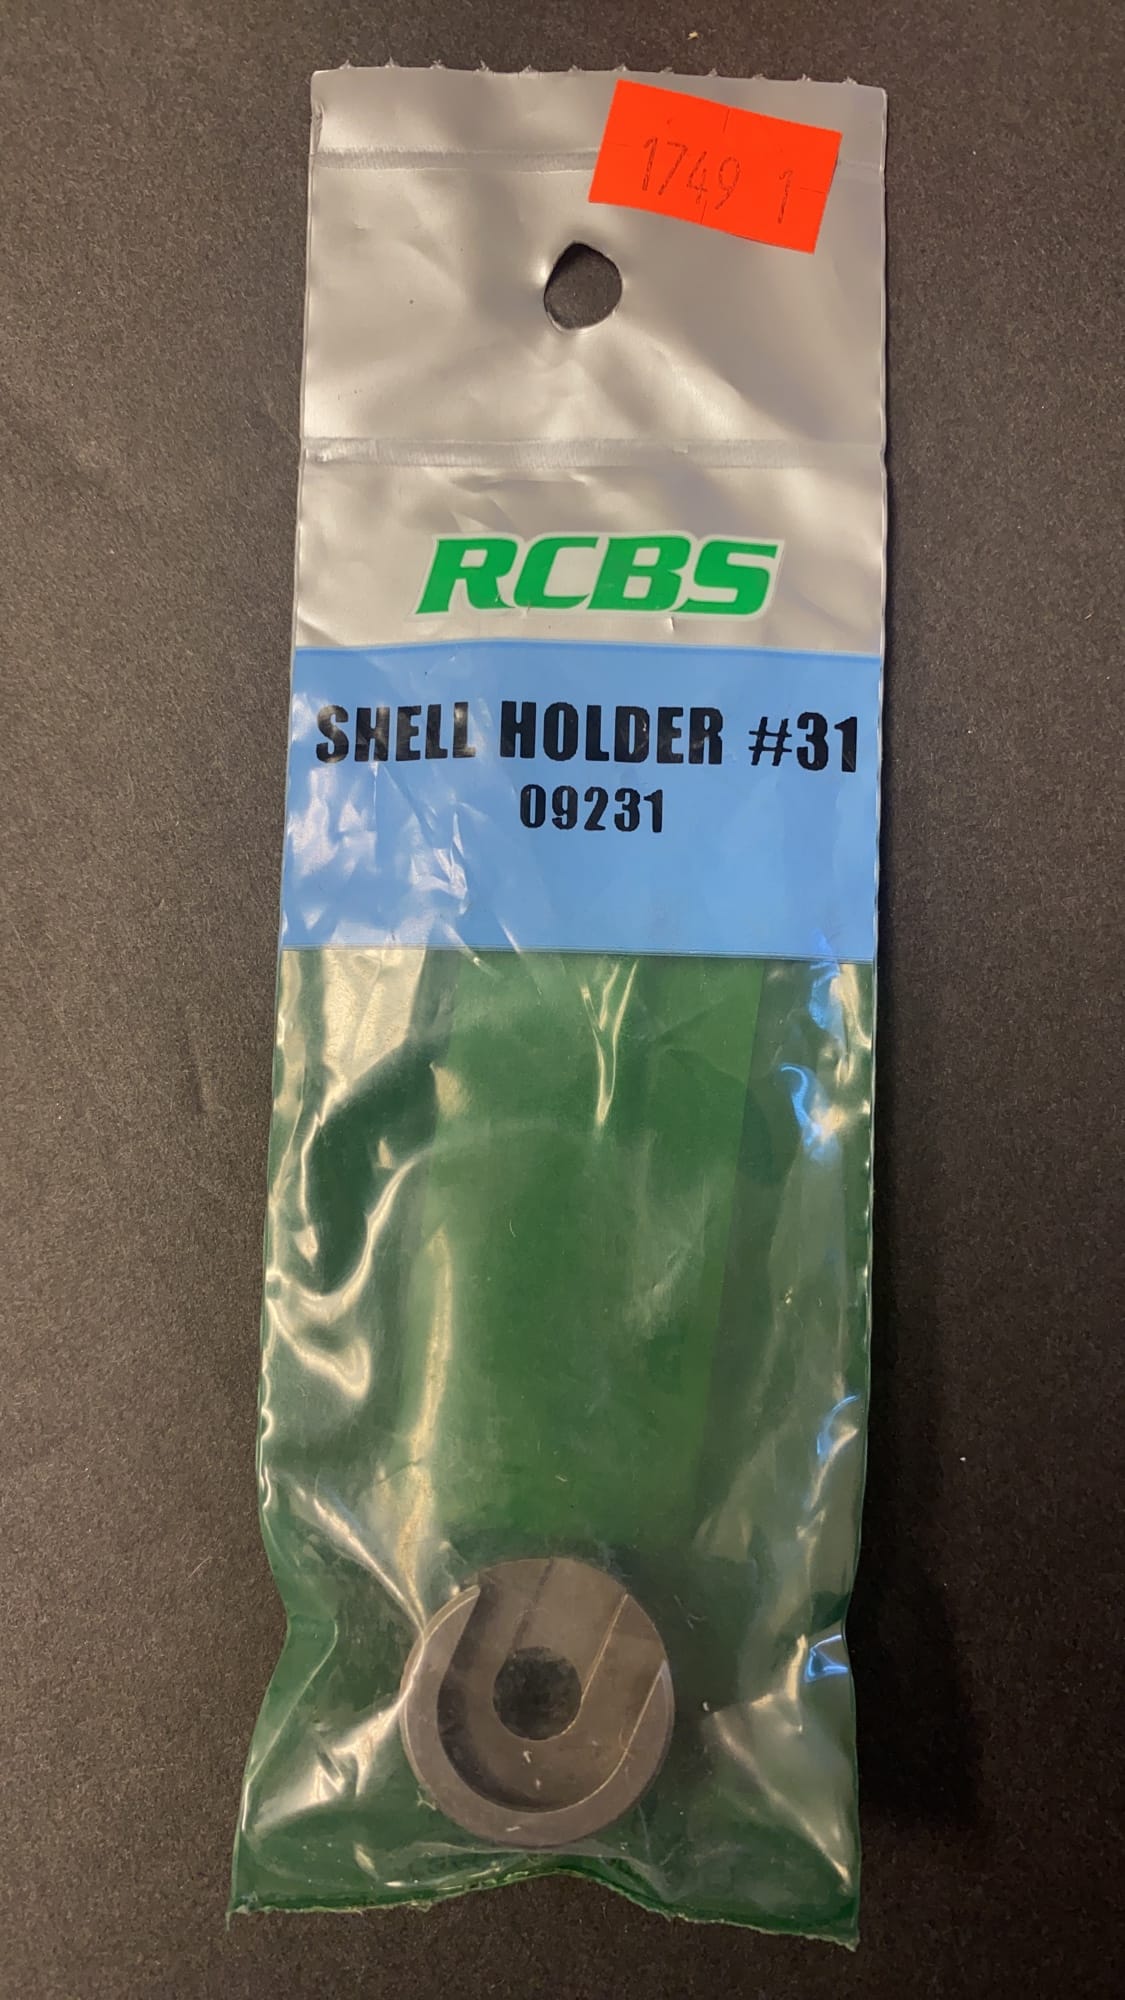 1749 1
RCBS
SHELL HOLDER #31
09231